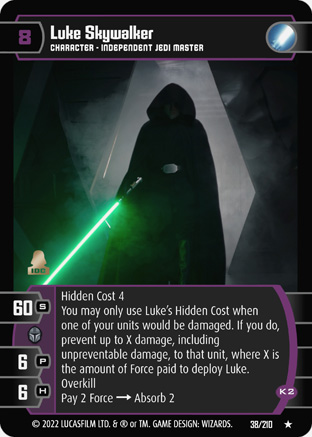 8
Luke Skywalker
CHARACTER - INDEPENDENT JEDI MASTER
IDC
60 S
6 P
6 H
Hidden Cost 4
You may only use Luke's Hidden Cost when
one of your units would be damaged. If you do,
prevent up to X damage, including
unpreventable damage, to that unit, where X is
the amount of Force paid to deploy Luke.
Overkill
Pay 2 Force → Absorb 2
K2
© 2022 LUCASFILM LTD. & ® or TM. GAME DESIGN: WIZARDS.
38/210